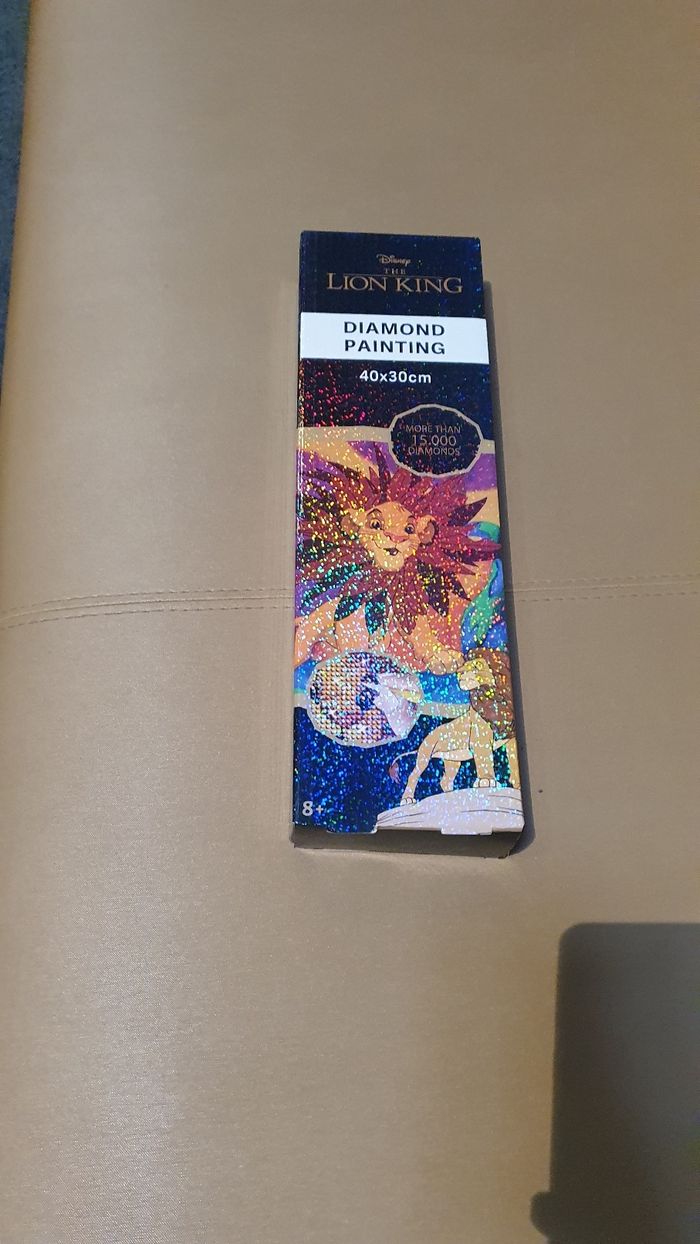 Disney
THE
LION KING
DIAMOND
PAINTING
40x30cm
MORE THAN
15.000
DIAMONDS
8+